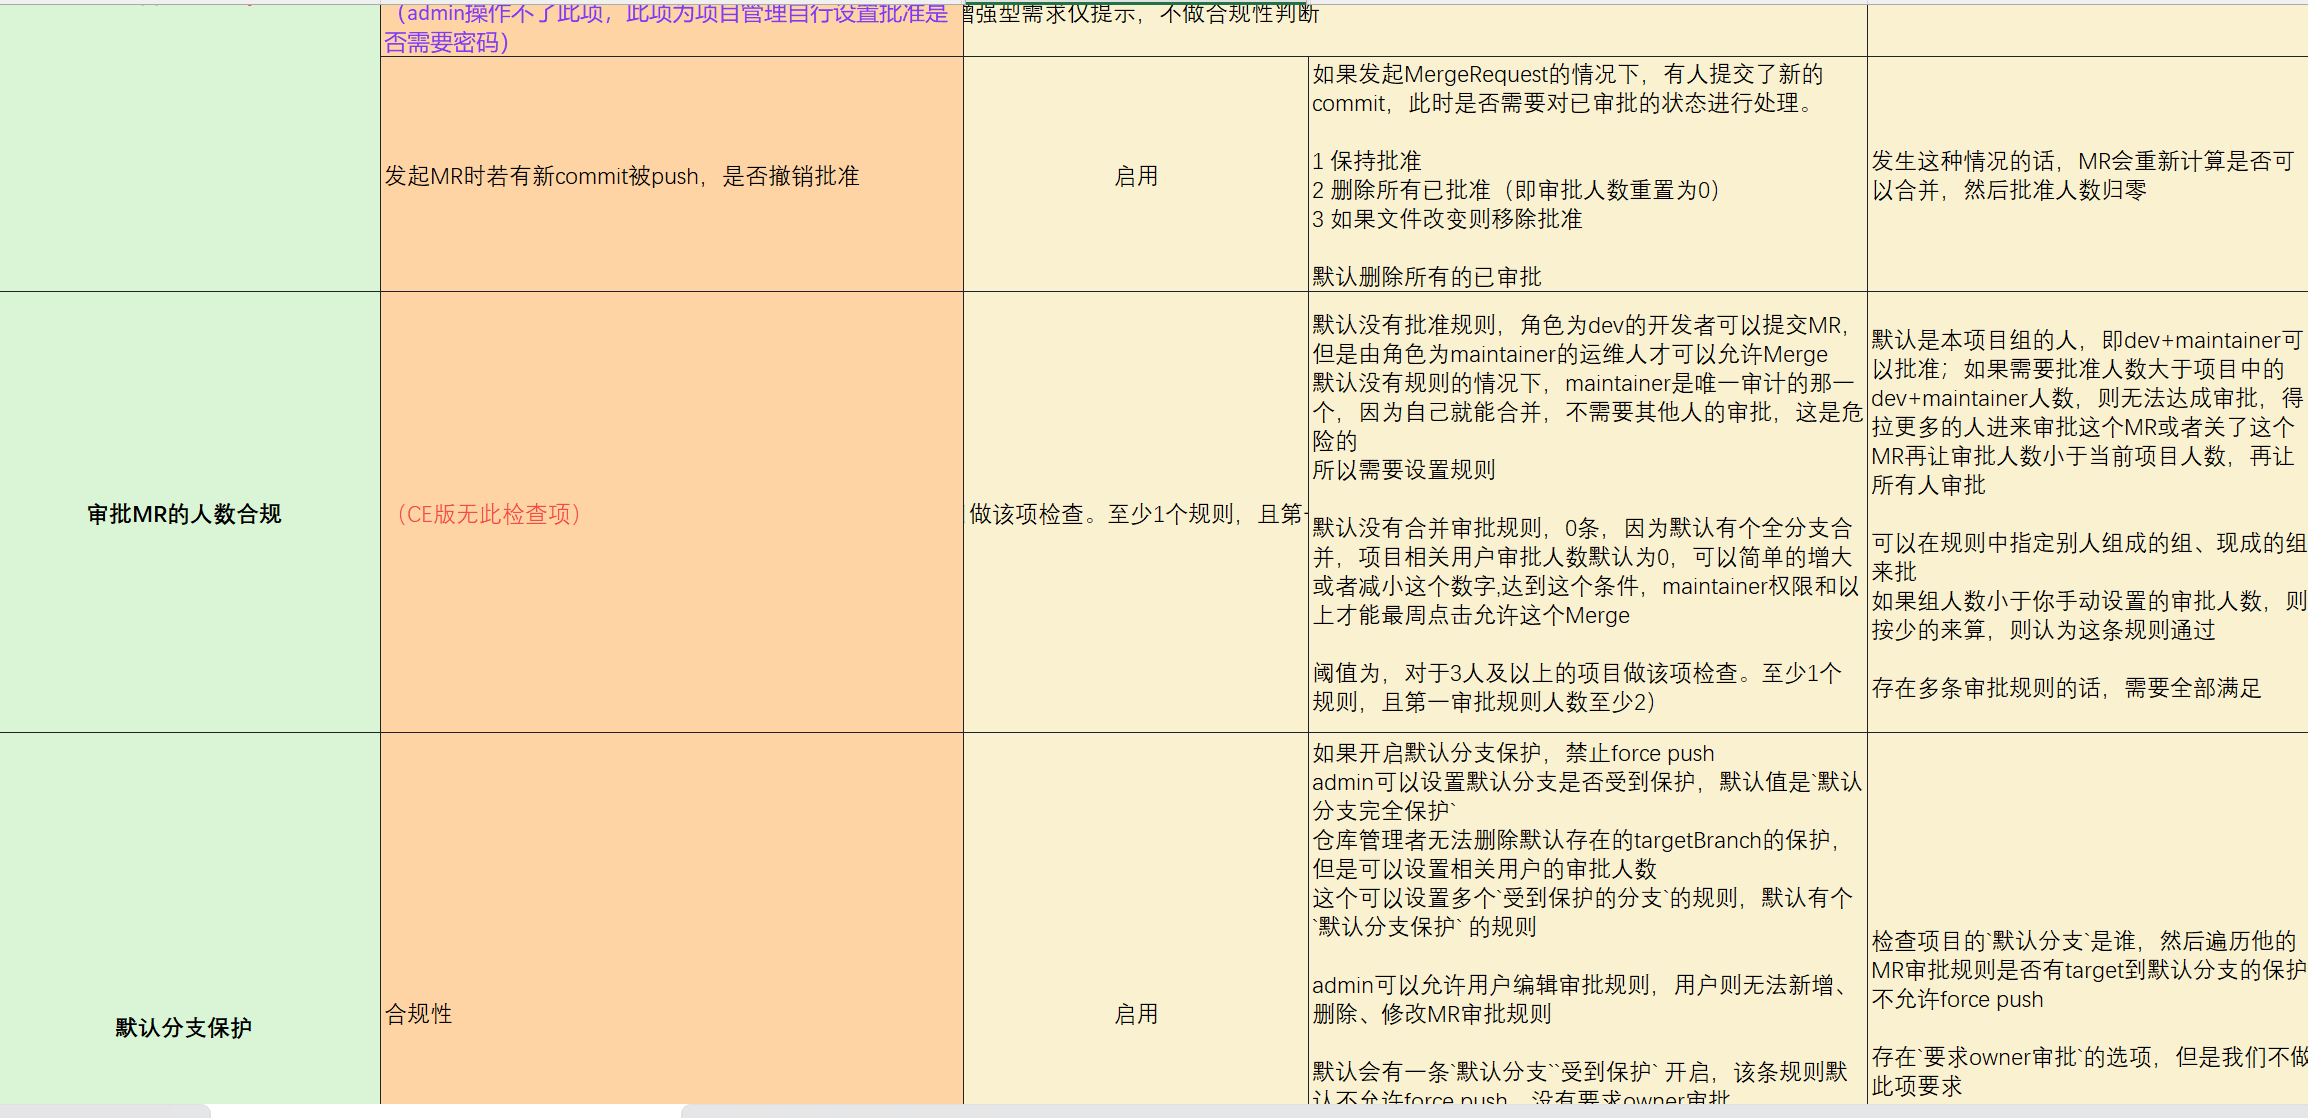 （admin操作不了此项，此项为项目管理自行设置批准是
否需要密码）
增强型需求仅提示，不做合规性判断
发起MR时若有新commit被push，是否撤销批准
启用
如果发起MergeRequest的情况下，有人提交了新的
commit，此时是否需要对已审批的状态进行处理。
1 保持批准
2 删除所有已批准（即审批人数重置为0）
3 如果文件改变则移除批准
默认删除所有的已审批
发生这种情况的话，MR会重新计算是否可
以合并，然后批准人数归零
审批MR的人数合规
（CE版无此检查项）
做该项检查。至少1个规则，且第一
默认没有批准规则，角色为dev的开发者可以提交MR，
但是由角色为maintainer的运维人才可以允许Merge
默认没有规则的情况下，maintainer是唯一审计的那一
个，因为自己就能合并，不需要其他人的审批，这是危
险的
所以需要设置规则
默认没有合并审批规则，0条，因为默认有个全分支合
并，项目相关用户审批人数默认为0，可以简单的增大
或者减小这个数字,达到这个条件，maintainer权限和以
上才能最周点击允许这个Merge
阈值为，对于3人及以上的项目做该项检查。至少1个
规则，且第一审批规则人数至少2）
默认是本项目组的人，即dev+maintainer可
以批准；如果需要批准人数大于项目中的
dev+maintainer人数，则无法达成审批，得
拉更多的人进来审批这个MR或者关了这个
MR再让审批人数小于当前项目人数，再让
所有人审批
可以在规则中指定别人组成的组、现成的组
来批
如果组人数小于你手动设置的审批人数，则
按少的来算，则认为这条规则通过
存在多条审批规则的话，需要全部满足
默认分支保护
合规性
启用
如果开启默认分支保护，禁止force push
admin可以设置默认分支是否受到保护，默认值是`默认
分支完全保护`
仓库管理者无法删除默认存在的targetBranch的保护，
但是可以设置相关用户的审批人数
这个可以设置多个`受到保护的分支`的规则，默认有个
`默认分支保护` 的规则
admin可以允许用户编辑审批规则，用户则无法新增、
删除、修改MR审批规则
默认会有一条`默认分支``受到保护` 开启，该条规则默
认不允许force push，没有要求owner审批
检查项目的`默认分支`是谁，然后遍历他的
MR审批规则是否有target到默认分支的保护
不允许force push
存在`要求owner审批`的选项，但是我们不做
此项要求